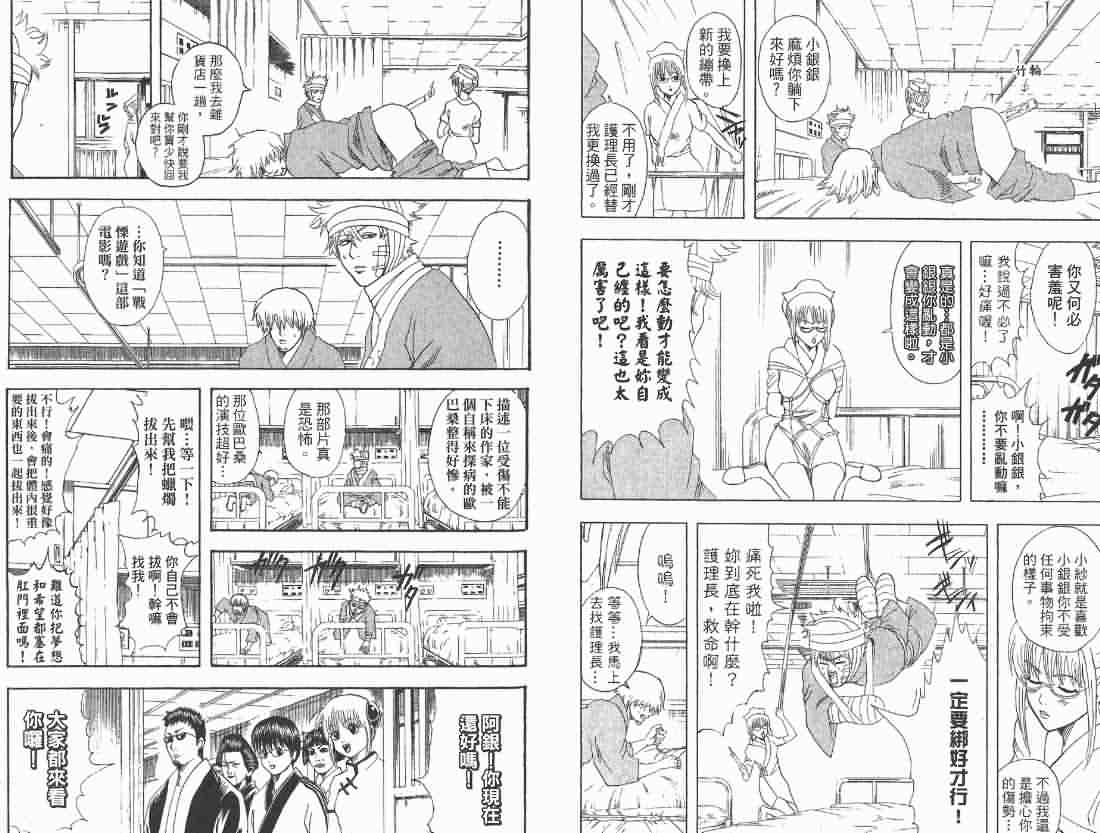 竹輪
小銀銀
麻煩你躺下
來好嗎？
我要換上
新的繃帶。
不用了，剛才
護理長已經替
我更換過了。
你又何必
害羞呢！
我說過不必了
嘛…好痛喔！
ガタ
ガタ
啊！小銀銀，
你不要亂動嘛
…………
真是的…都是小
銀銀你亂動，才
會變成這樣啦。
要怎麼動才能變成
這樣！我看是妳自
己纏的吧？這也太
厲害了吧！
小紗就是喜歡
小銀銀你不受
任何事物拘束
的樣子。
不過我還
是擔心你
的傷勢…
一定要綁好才行！
痛死我啦！
妳到底在幹什麼？
護理長，救命啊！
嗚嗚！
等等…我馬上
去找護理長…
那麼我去雜
貨店一趟，
你剛才說要我
幫你買少快回
來對吧？
…………
…你知道「戰
慄遊戲」這部
電影嗎？
描述一位受傷不能
下床的作家，被一
個自稱來探病的歐
巴桑整得好慘。
那部片真
是恐怖。
那位歐巴桑
的演技超好…
ガタ
ガタ
喂…等一下！
先幫我把蠟燭
拔出來！
不行！會痛的！感覺好像
拔出來後，會把體內很重
要的東西也一起拔出來！
你自己不會
拔啊！幹嘛
找我！
難道你把夢想
和希望都塞在
肛門裡面嗎！
阿銀！你現在
還好嗎！
大家都來看
你囉！